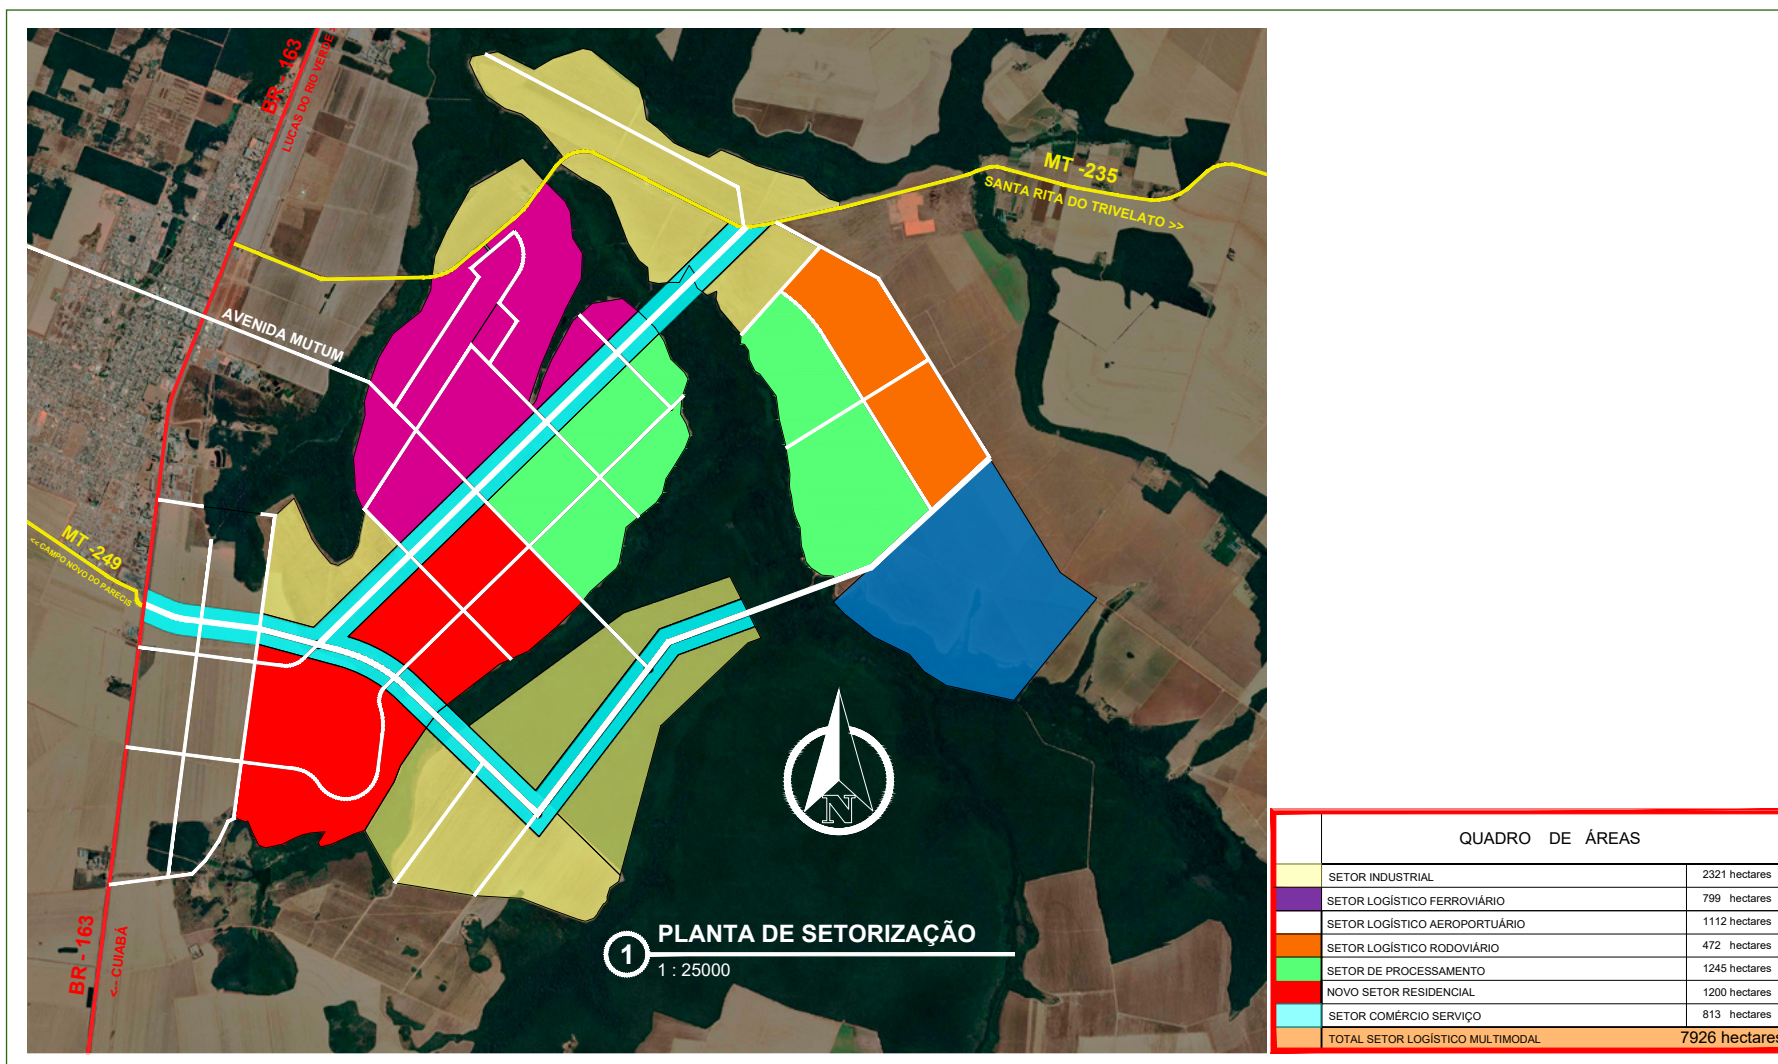 BR - 163
LUCAS DO RIO VERDE
MT -235
SANTA RITA DO TRIVELATO >>
AVENIDA MUTUM
MT -249
<< CAMPO NOVO DO PARECIS
N
BR - 163
<-- CUIABÁ
1
PLANTA DE SETORIZAÇÃO
1 : 25000
QUADRO DE ÁREAS
SETOR INDUSTRIAL 2321 hectares
SETOR LOGÍSTICO FERROVIÁRIO 799 hectares
SETOR LOGÍSTICO AEROPORTUÁRIO 1112 hectares
SETOR LOGÍSTICO RODOVIÁRIO 472 hectares
SETOR DE PROCESSAMENTO 1245 hectares
NOVO SETOR RESIDENCIAL 1200 hectares
SETOR COMÉRCIO SERVIÇO 813 hectares
TOTAL SETOR LOGÍSTICO MULTIMODAL 7926 hectares